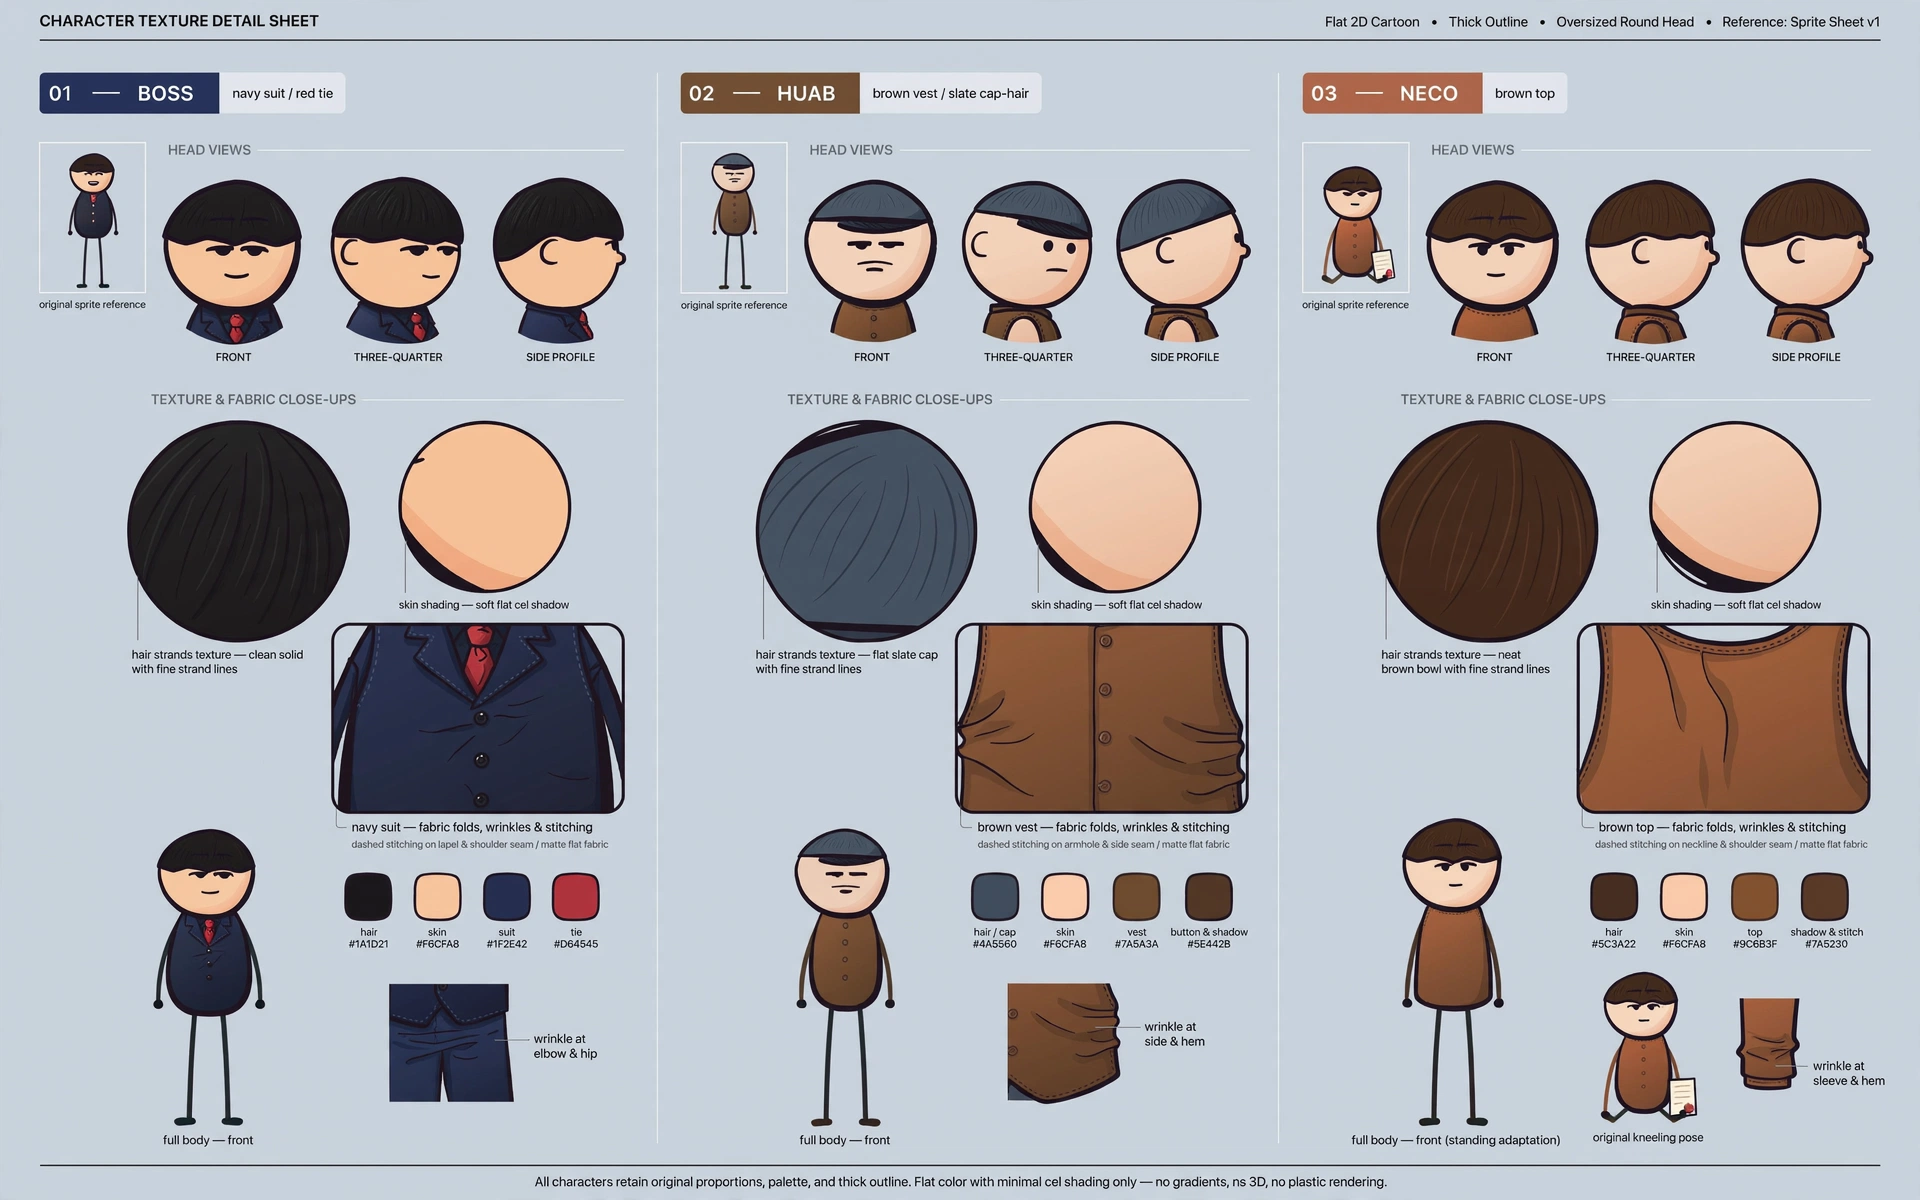 CHARACTER TEXTURE DETAIL SHEET
Flat 2D Cartoon • Thick Outline • Oversized Round Head • Reference: Sprite Sheet v1
01 — BOSS
navy suit / red tie
HEAD VIEWS
original sprite reference
FRONT
THREE-QUARTER
SIDE PROFILE
TEXTURE & FABRIC CLOSE-UPS
skin shading — soft flat cel shadow
hair strands texture — clean solid
with fine strand lines
navy suit — fabric folds, wrinkles & stitching
dashed stitching on lapel & shoulder seam / matte flat fabric
hair
#1A1D21
skin
#F6CFA8
suit
#1F2E42
tie
#D64545
wrinkle at
elbow & hip
full body — front
02 — HUAB
brown vest / slate cap-hair
HEAD VIEWS
original sprite reference
FRONT
THREE-QUARTER
SIDE PROFILE
TEXTURE & FABRIC CLOSE-UPS
skin shading — soft flat cel shadow
hair strands texture — flat slate cap
with fine strand lines
brown vest — fabric folds, wrinkles & stitching
dashed stitching on armhole & side seam / matte flat fabric
hair / cap
#4A5560
skin
#F6CFA8
vest
#7A5A3A
button & shadow
#5E442B
wrinkle at
side & hem
full body — front
03 — NECO
brown top
HEAD VIEWS
original sprite reference
FRONT
THREE-QUARTER
SIDE PROFILE
TEXTURE & FABRIC CLOSE-UPS
skin shading — soft flat cel shadow
hair strands texture — neat
brown bowl with fine strand lines
brown top — fabric folds, wrinkles & stitching
dashed stitching on neckline & shoulder seam / matte flat fabric
hair
#5C3A22
skin
#F6CFA8
top
#9C6B3F
shadow & stitch
#7A5230
wrinkle at
sleeve & hem
full body — front (standing adaptation)
original kneeling pose
All characters retain original proportions, palette, and thick outline. Flat color with minimal cel shading only — no gradients, ns 3D, no plastic rendering.